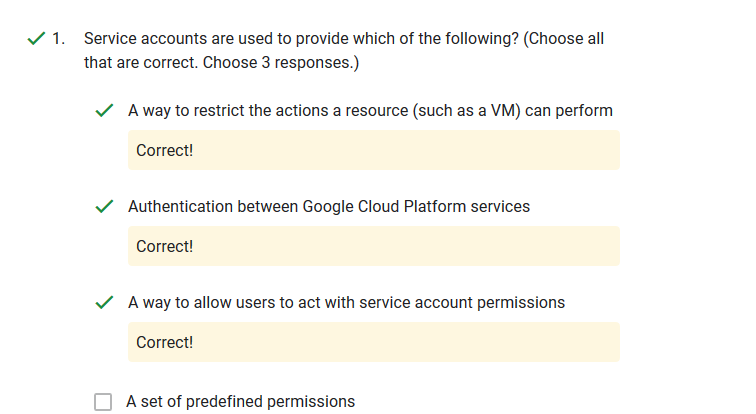 1. Service accounts are used to provide which of the following? (Choose all
that are correct. Choose 3 responses.)
A way to restrict the actions a resource (such as a VM) can perform
Correct!
Authentication between Google Cloud Platform services
Correct!
A way to allow users to act with service account permissions
Correct!
A set of predefined permissions